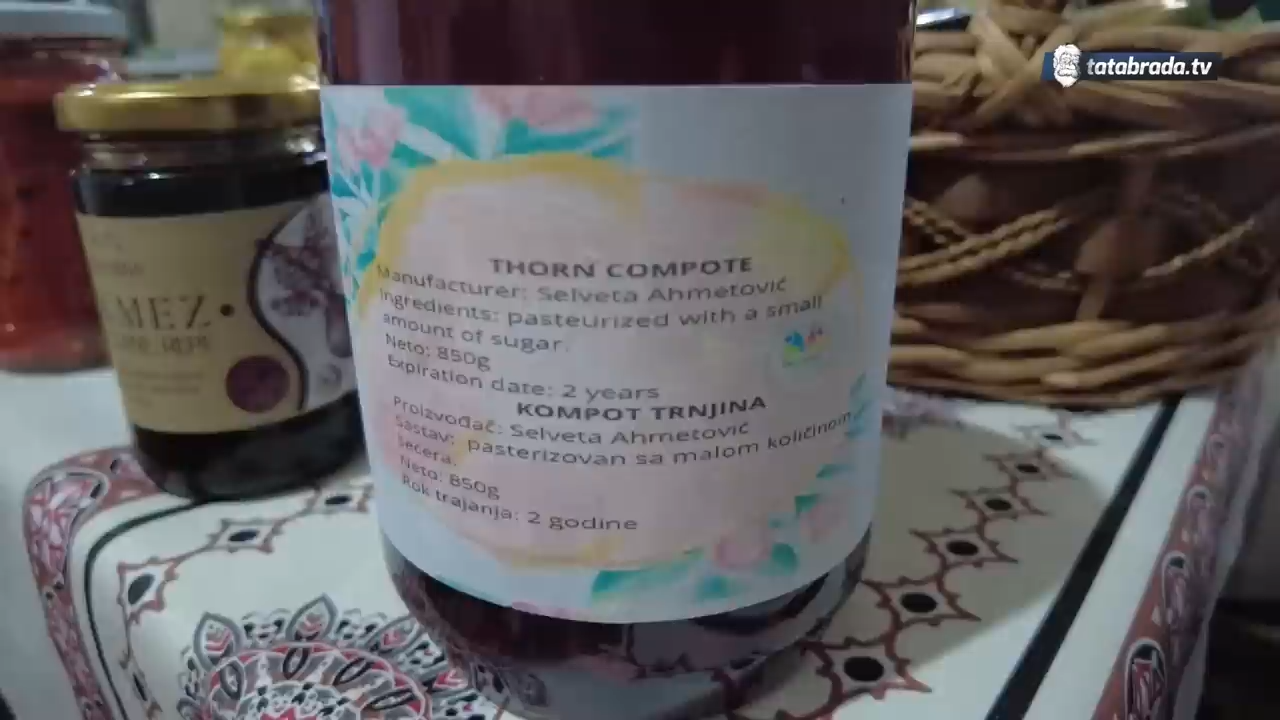 tatabrada.tv
THORN COMPOTE
Manufacturer: Selveta Ahmetović
Ingredients: pasteurized with a small
amount of sugar.
Neto: 850g
Expiration date: 2 years
KOMPOT TRNJINA
Proizvođač: Selveta Ahmetović
Sastav: pasterizovan sa malom količinom
šećera.
Neto: 850g
Rok trajanja: 2 godine
MEZ